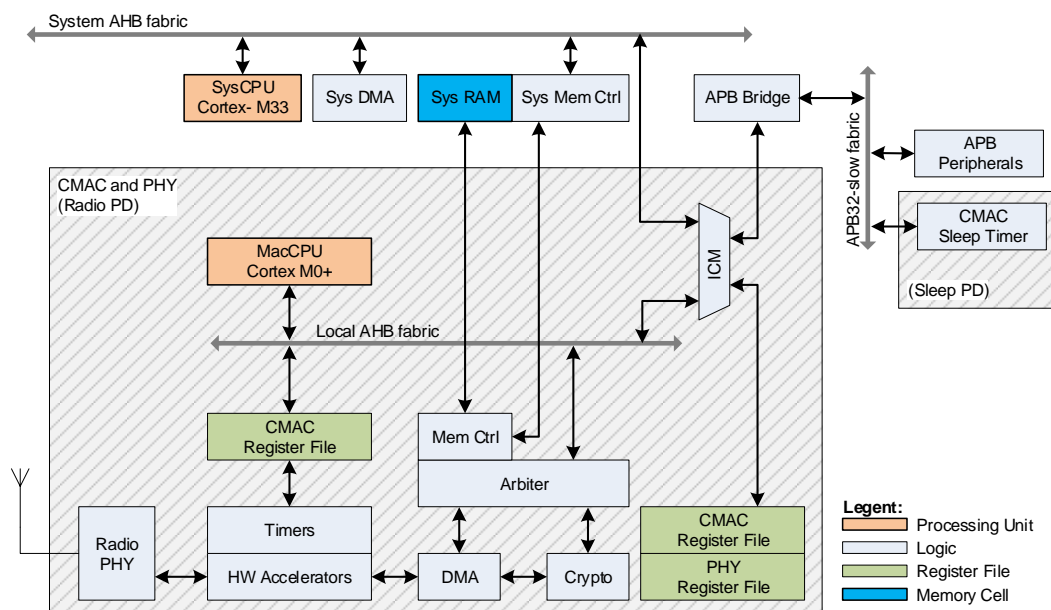 System AHB fabric
SysCPU
Cortex- M33
Sys DMA
Sys RAM
Sys Mem Ctrl
APB Bridge
APB32-slow fabric
APB
Peripherals
CMAC
Sleep Timer
(Sleep PD)
CMAC and PHY
(Radio PD)
MacCPU
Cortex M0+
ICM
Local AHB fabric
CMAC
Register File
Mem Ctrl
Arbiter
Radio
PHY
Timers
HW Accelerators
DMA
Crypto
CMAC
Register File
PHY
Register File
Legent:
Processing Unit
Logic
Register File
Memory Cell